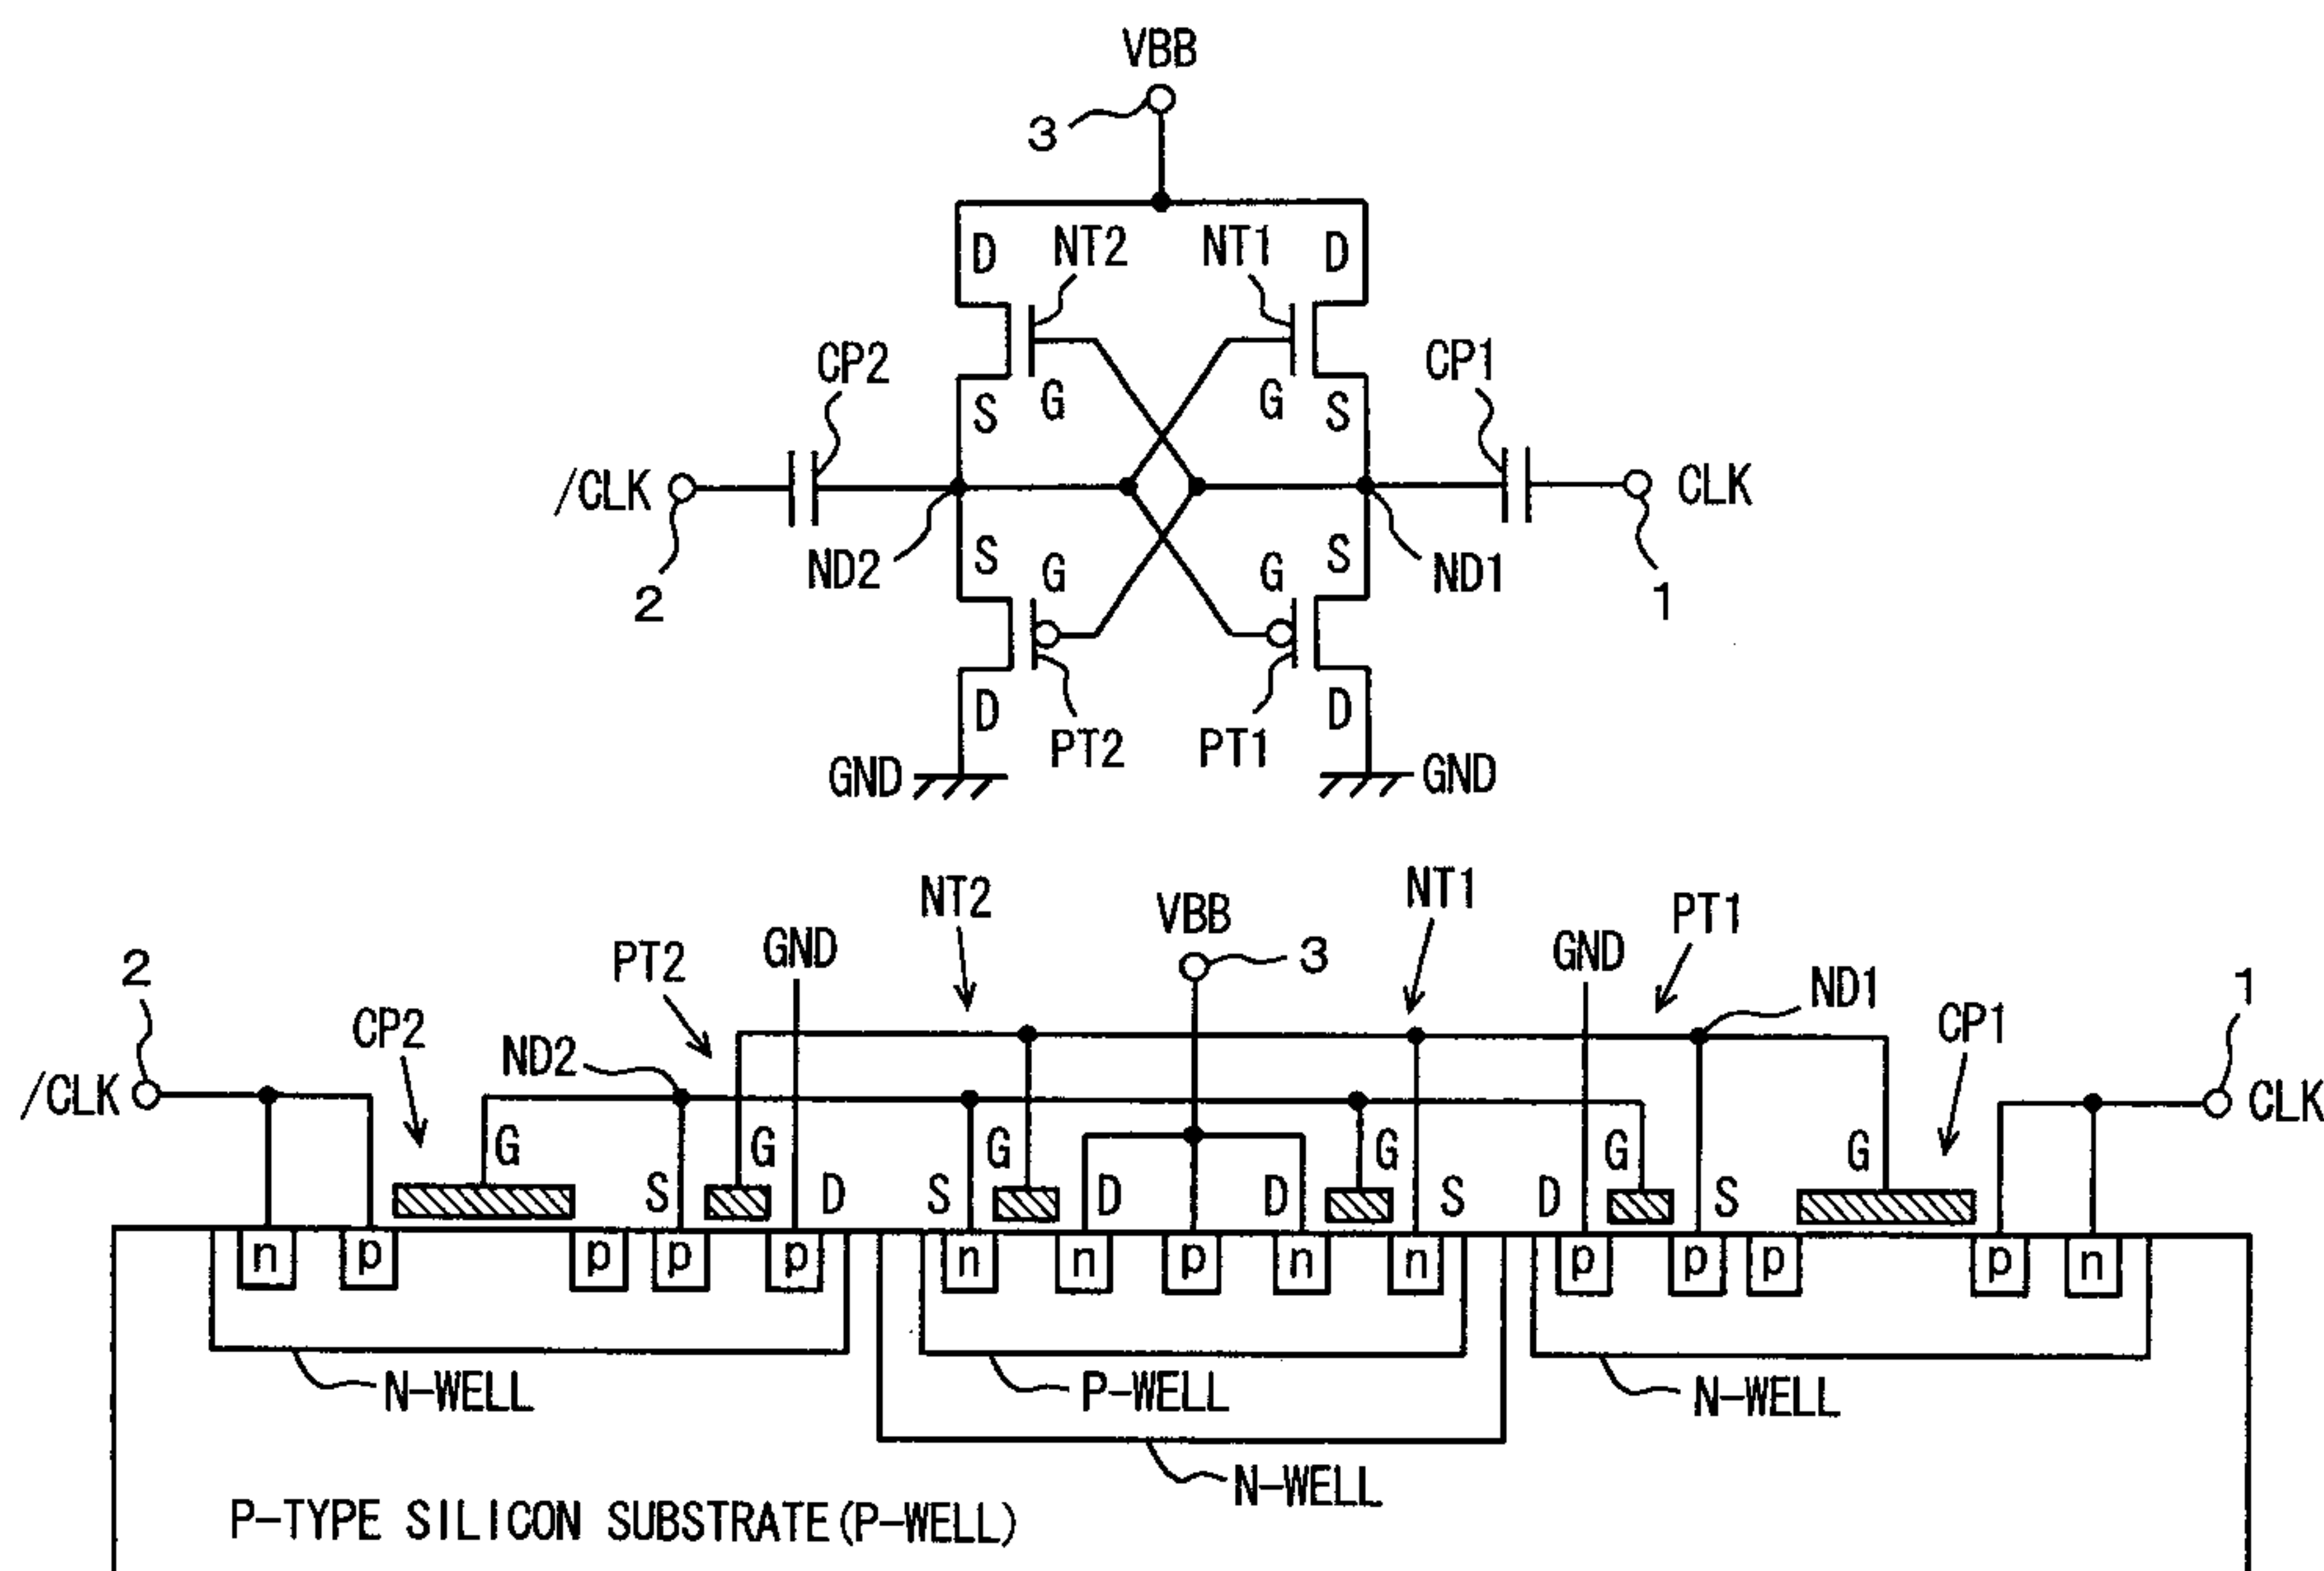 VBB
3
D NT2 NT1 D
CP2 CP1
S G G S
/CLK CLK
ND2 S G G S ND1
2 1
D PT2 PT1 D
GND GND
NT2 VBB NT1 PT1
2 PT2 GND 3 GND ND1 1
CP2 ND2 CP1
/CLK CLK
G S G D S G D D G S D G S G
n p p p p n n p n n p p p p n
N-WELL P-WELL N-WELL
N-WELL
P-TYPE SILICON SUBSTRATE(P-WELL)